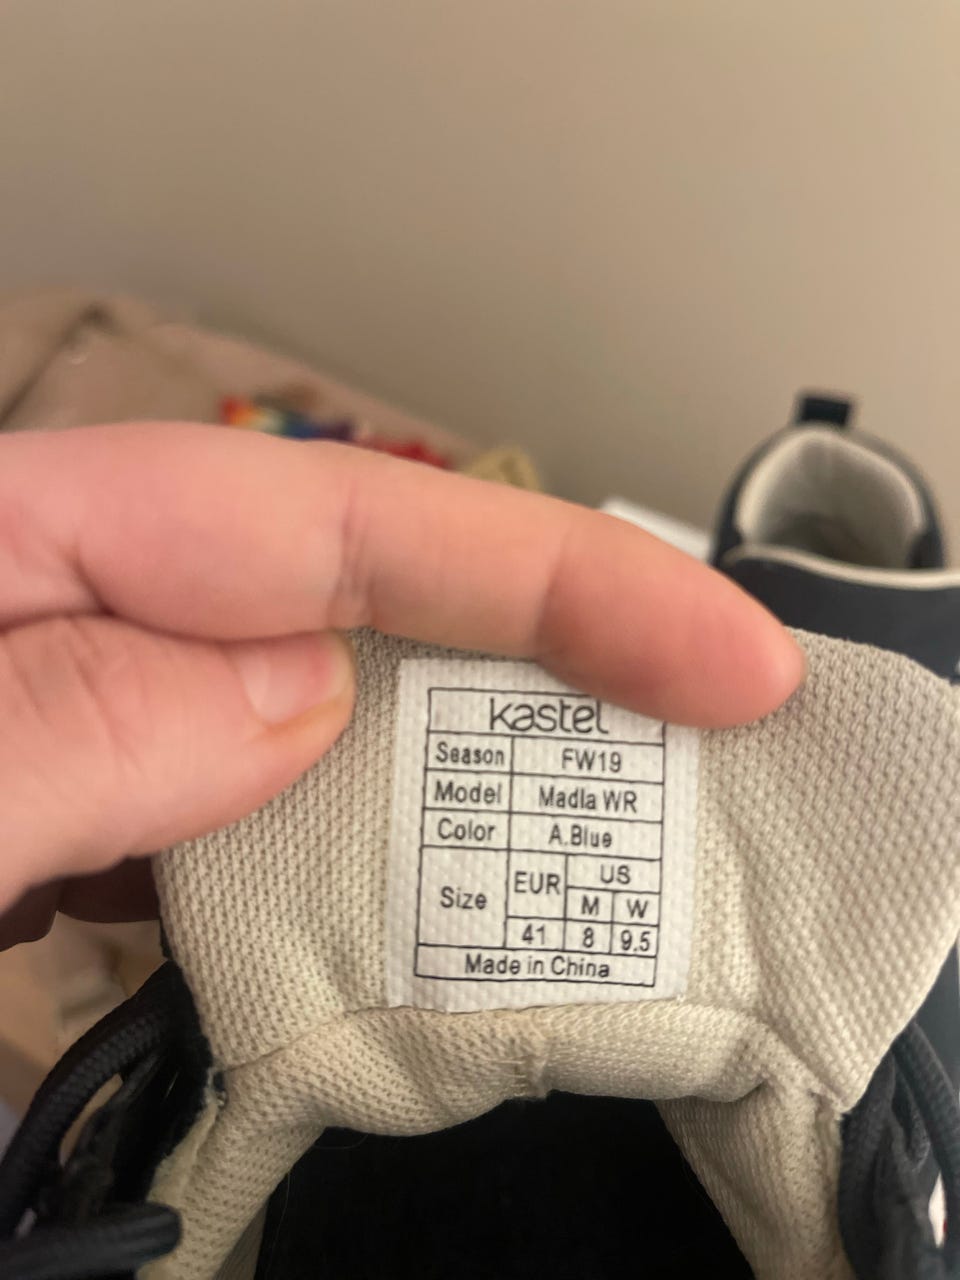 kastel
Season FW19
Model Madla WR
Color A.Blue
Size EUR US
M W
41 8 9.5
Made in China